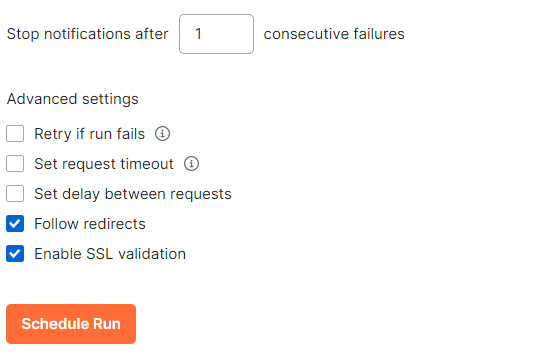 Stop notifications after 1 consecutive failures
Advanced settings
Retry if run fails
Set request timeout
Set delay between requests
Follow redirects
Enable SSL validation
Schedule Run